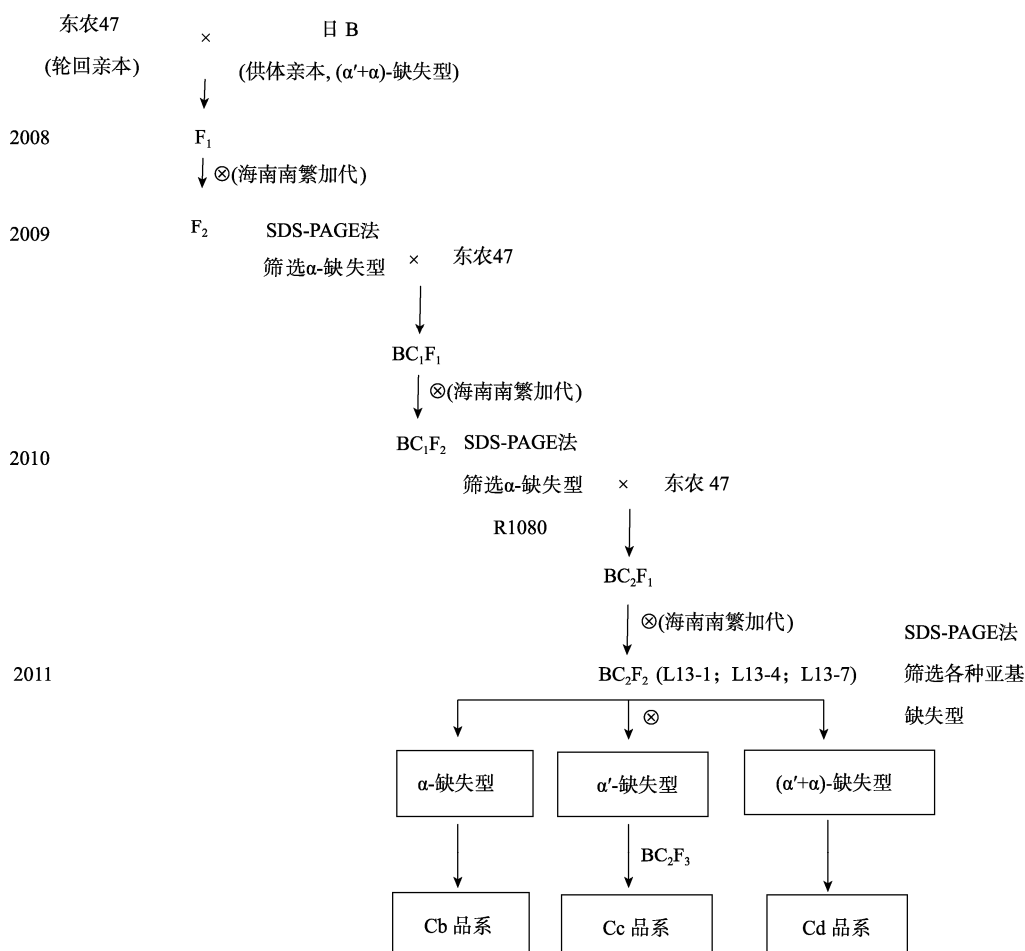 东农47 × 日 B
(轮回亲本) (供体亲本, (α′+α)-缺失型)
2008 F₁
⊗(海南南繁加代)
2009 F₂ SDS-PAGE法
筛选α-缺失型 × 东农47
BC₁F₁
⊗(海南南繁加代)
BC₁F₂ SDS-PAGE法
2010
筛选α-缺失型 × 东农 47
R1080
BC₂F₁
⊗(海南南繁加代)
SDS-PAGE法
2011 BC₂F₂ (L13-1; L13-4; L13-7) 筛选各种亚基
⊗ 缺失型
α-缺失型 α′-缺失型 (α′+α)-缺失型
BC₂F₃
Cb 品系 Cc 品系 Cd 品系